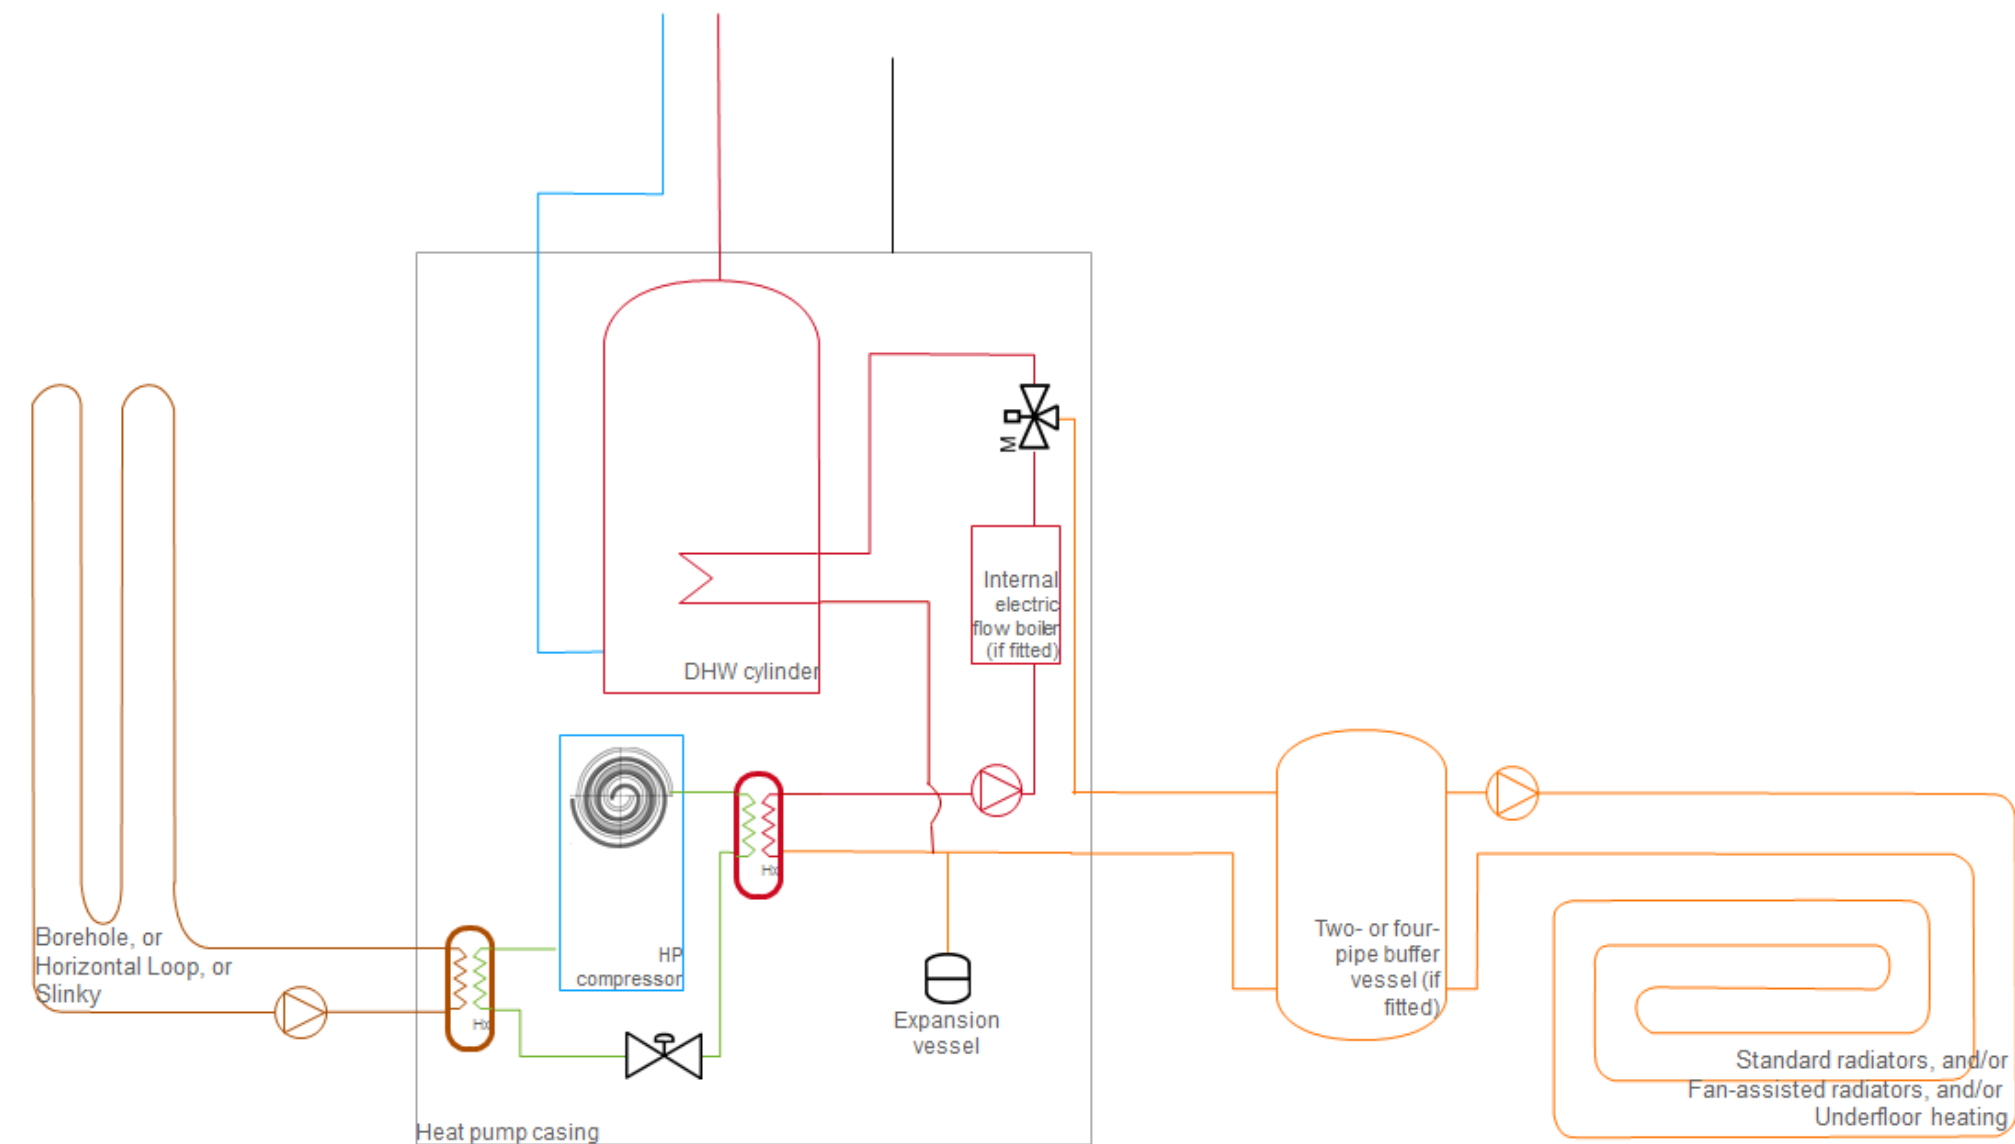 M
Internal
electric
flow boiler
(if fitted)
DHW cylinder
Hx
HP
compressor
Borehole, or
Horizontal Loop, or
Slinky
Hx
Expansion
vessel
Two- or four-
pipe buffer
vessel (if
fitted)
Standard radiators, and/or
Fan-assisted radiators, and/or
Underfloor heating
Heat pump casing